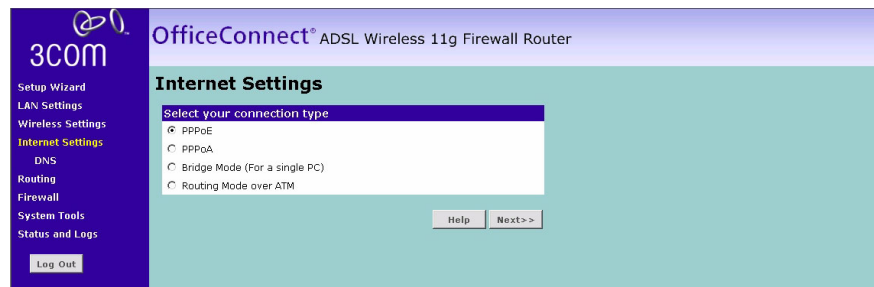 3COM
OfficeConnect® ADSL Wireless 11g Firewall Router
Setup Wizard
LAN Settings
Wireless Settings
Internet Settings
DNS
Routing
Firewall
System Tools
Status and Logs
Log Out
Internet Settings
Select your connection type
PPPoE
PPPoA
Bridge Mode (For a single PC)
Routing Mode over ATM
Help Next>>